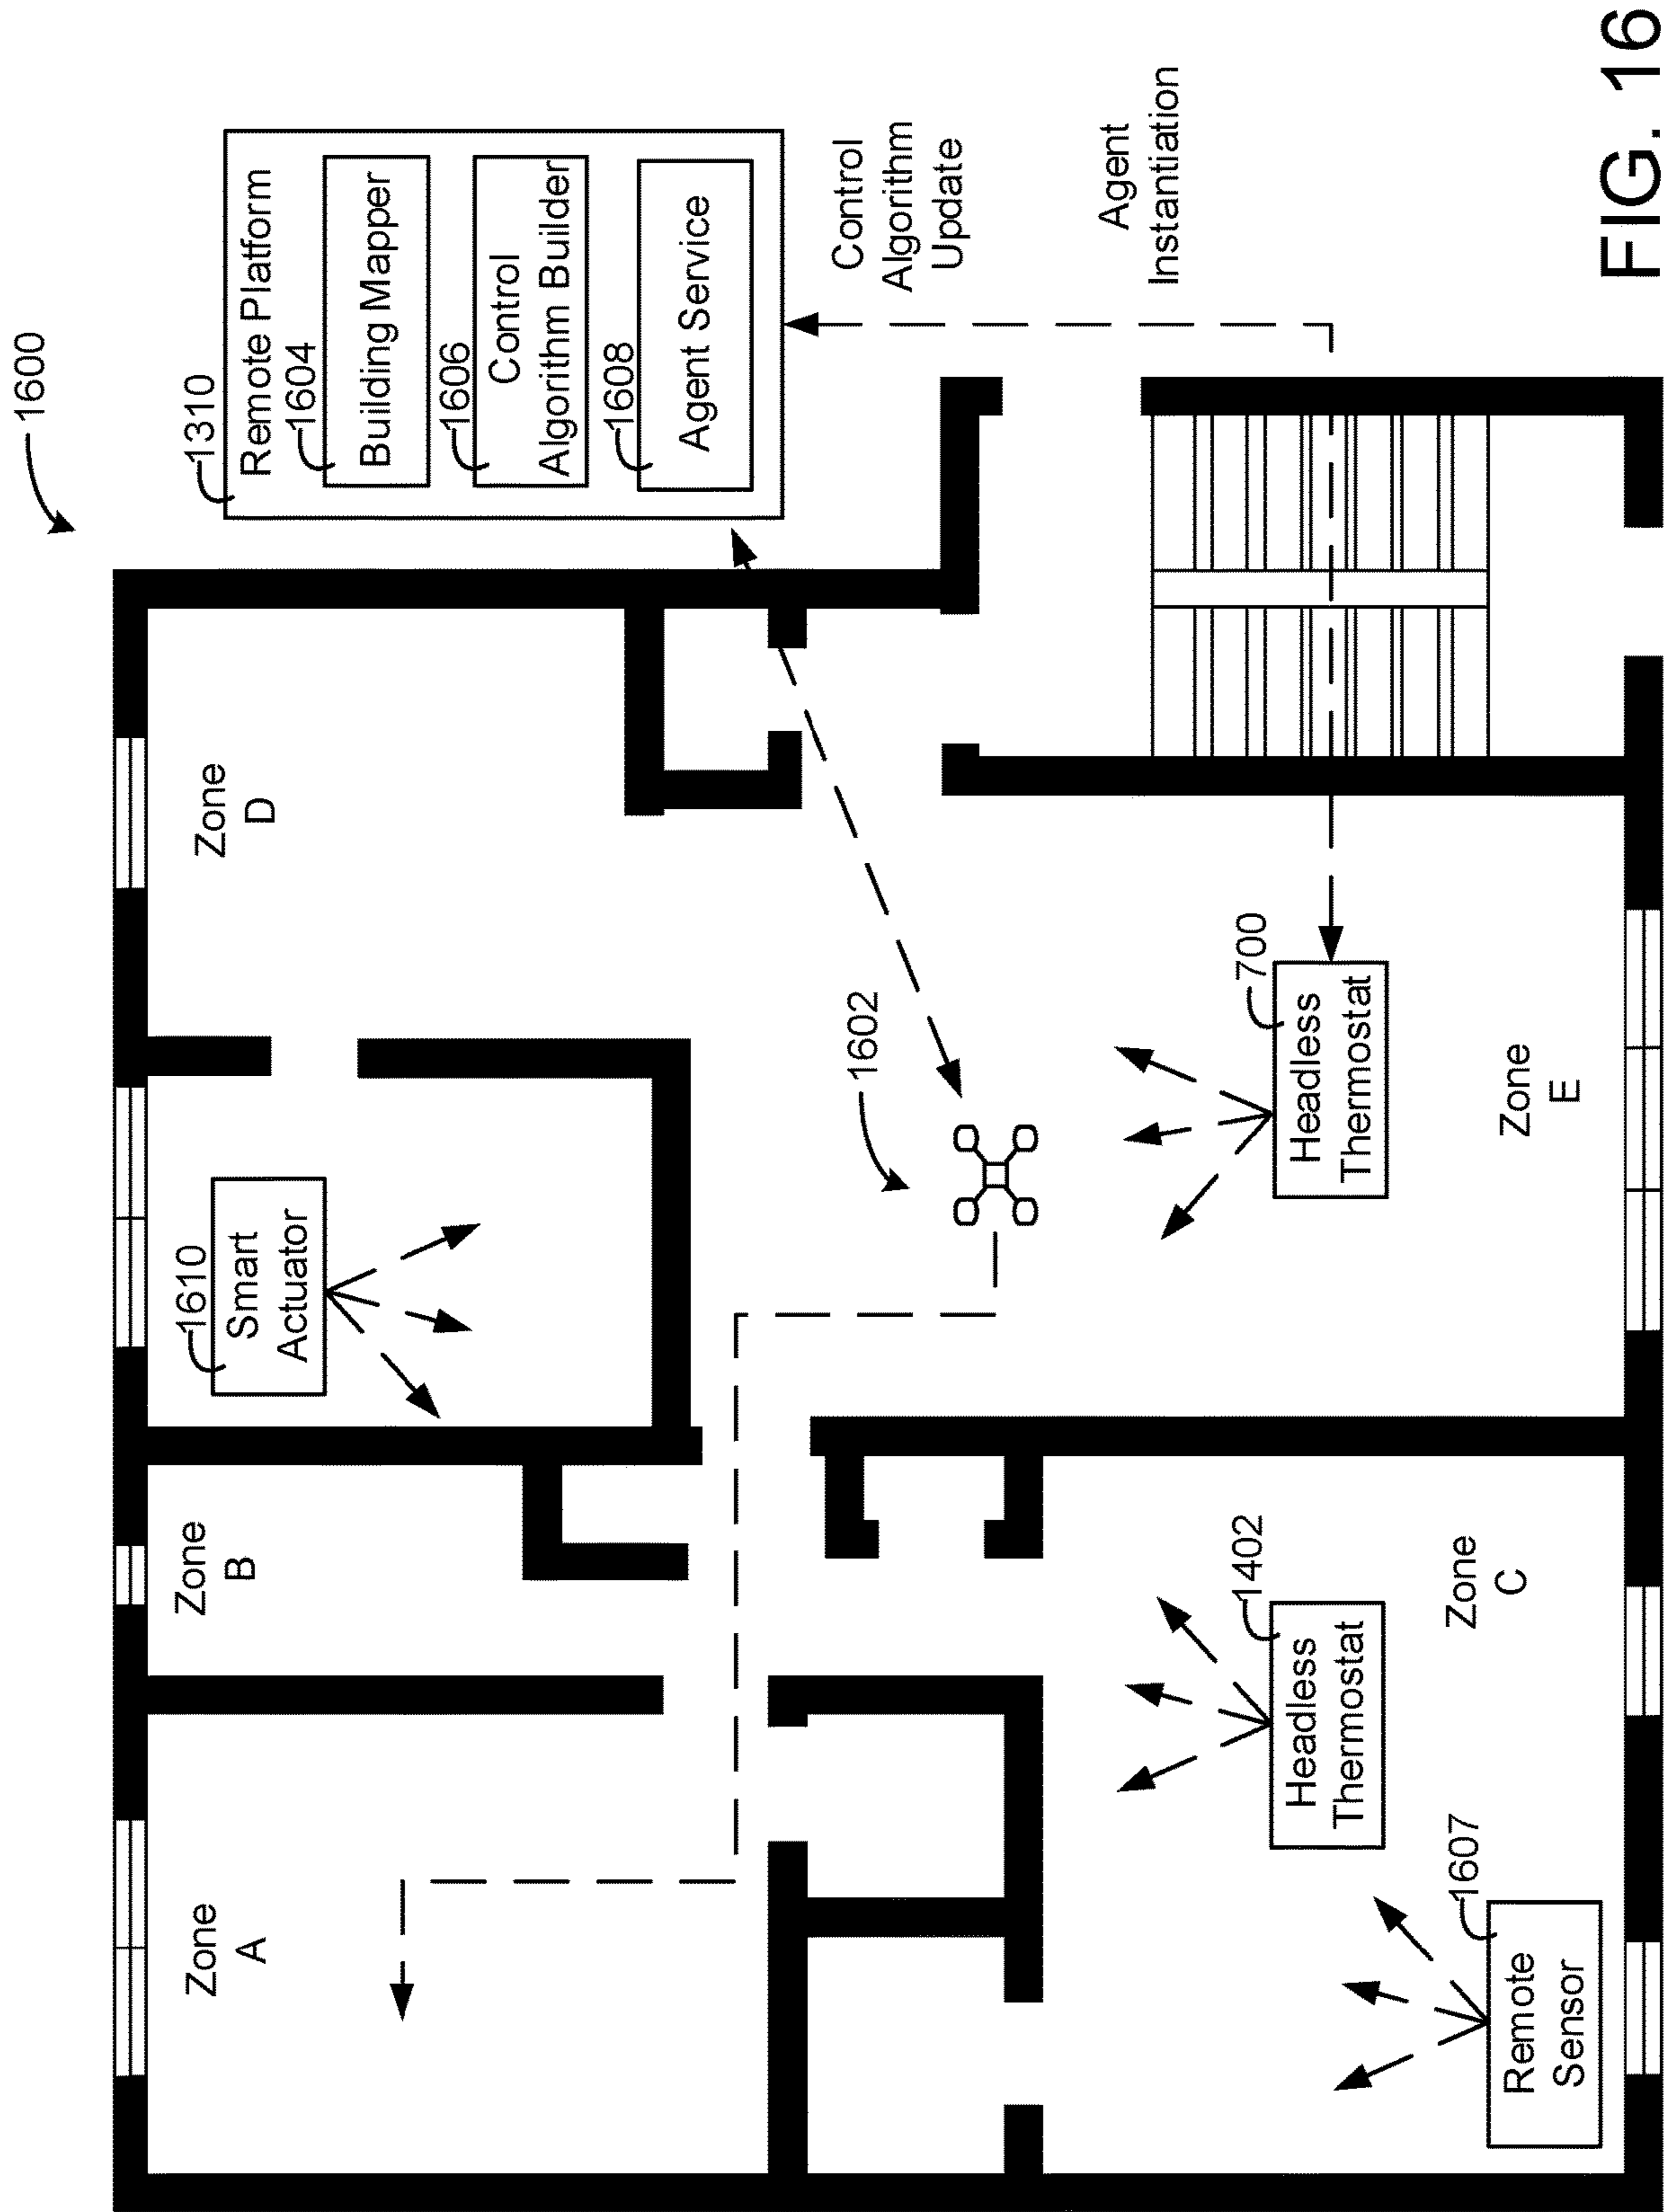 1600
1310
Remote Platform
1604
Building Mapper
1606
Control
Algorithm Builder
1608
Agent Service
Control
Algorithm
Update
Agent
Instantiation
Zone
A
Zone
B
1610
Smart
Actuator
Zone
D
1602
1607
Remote
Sensor
1402
Headless
Thermostat
Zone
C
700
Headless
Thermostat
Zone
E
FIG. 16